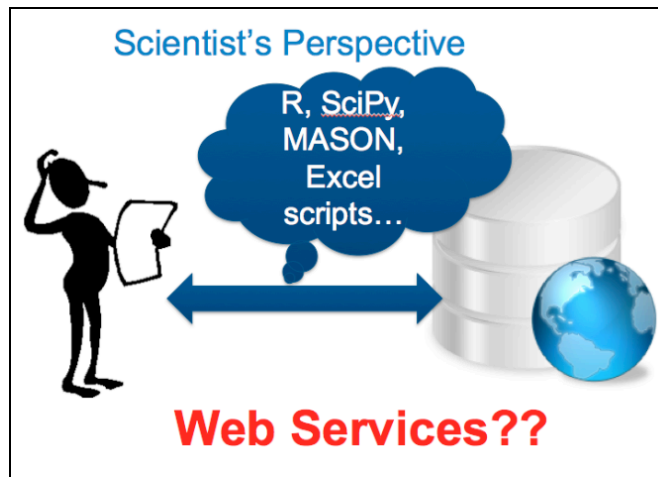 Scientist’s Perspective
R, SciPy,
MASON,
Excel
scripts…
Web Services??